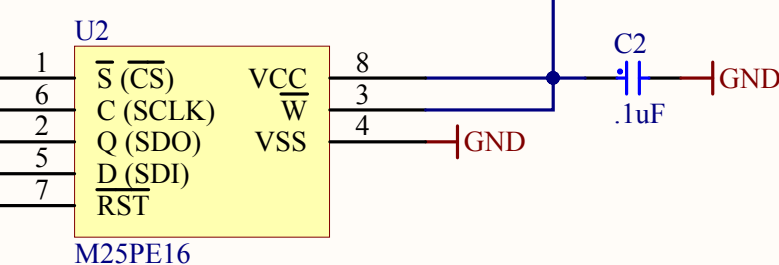 U2
1 S (CS) VCC 8
6 C (SCLK) W 3
2 Q (SDO) VSS 4 GND
5 D (SDI)
7 RST
M25PE16
C2
.1uF
GND